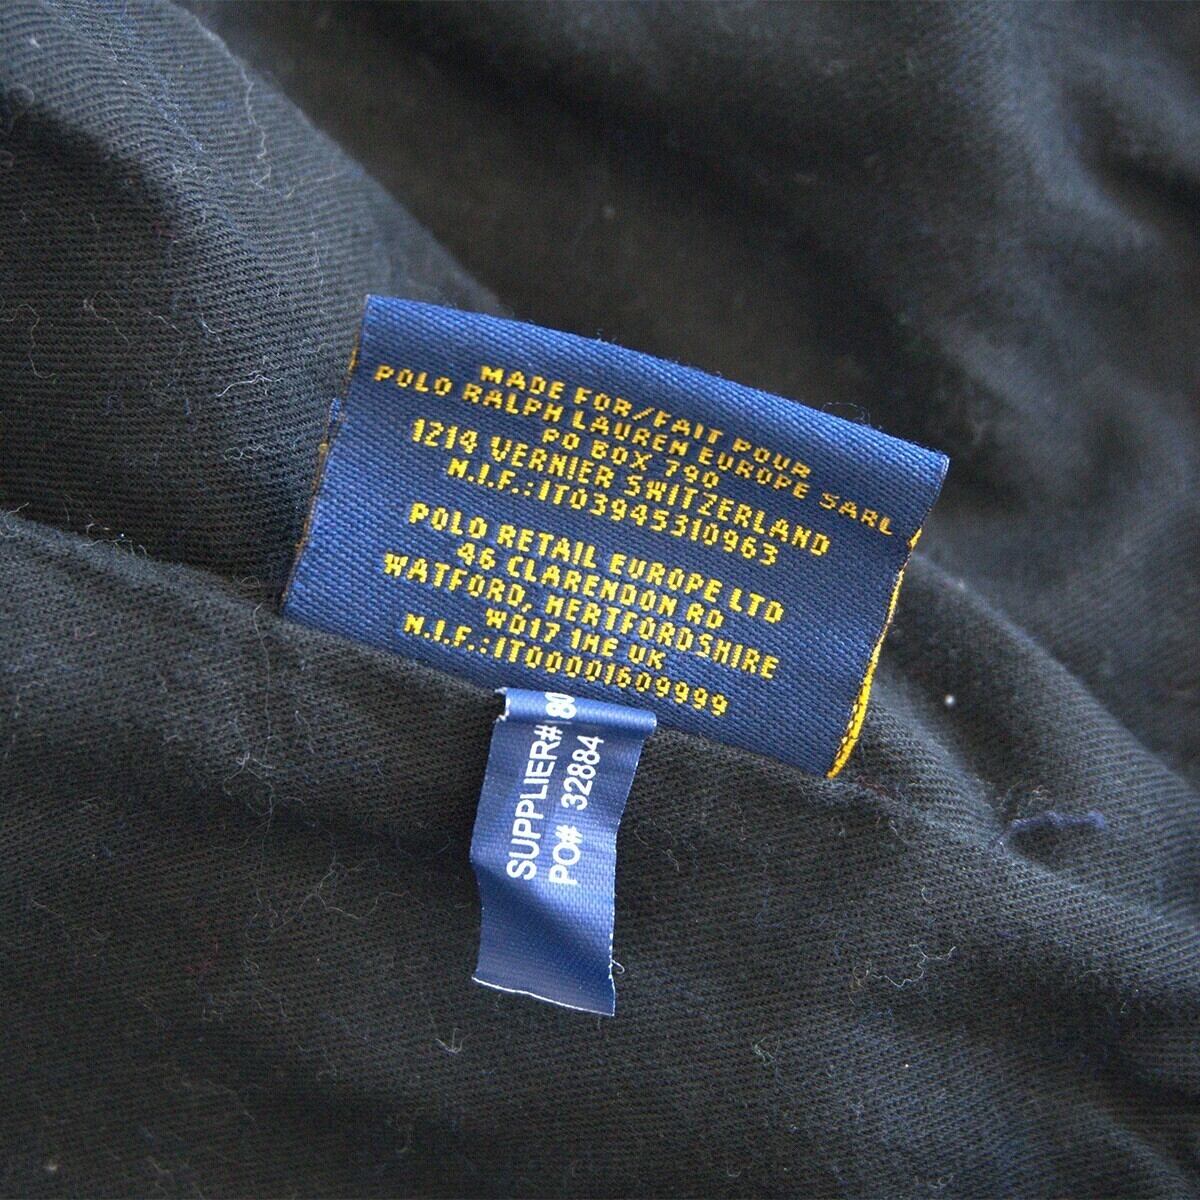 MADE FOR/FAIT POUR
POLO RALPH LAUREN EUROPE SARL
PO BOX 790
1214 VERNIER SWITZERLAND
N.I.F.:IT03945310963
POLO RETAIL EUROPE LTD
46 CLARENDON RD
WATFORD, HERTFORDSHIRE
WD17 1HE UK
N.I.F.:IT00001609999
SUPPLIER# 80
PO# 32884